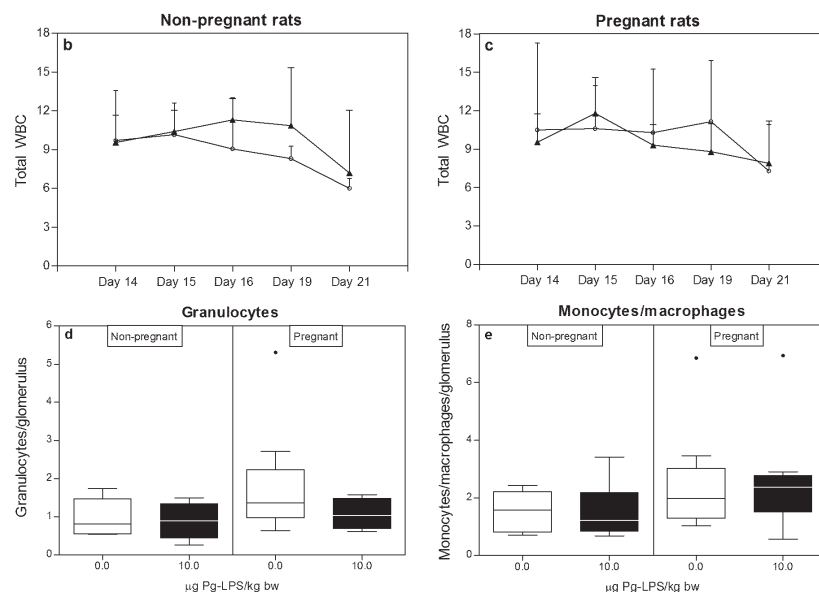 Non-pregnant rats
b
Total WBC
18
15
12
9
6
3
0
Day 14 Day 15 Day 16 Day 19 Day 21
Pregnant rats
c
Total WBC
18
15
12
9
6
3
0
Day 14 Day 15 Day 16 Day 19 Day 21
Granulocytes
d
Non-pregnant Pregnant
Granulocytes/glomerulus
6
5
4
3
2
1
0
0.0 10.0 0.0 10.0
µg Pg-LPS/kg bw
Monocytes/macrophages
e
Non-pregnant Pregnant
Monocytes/macrophages/glomerulus
8
6
4
2
0
0.0 10.0 0.0 10.0
µg Pg-LPS/kg bw